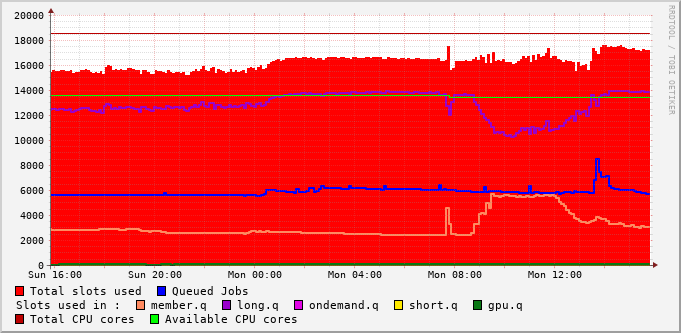 RRDTOOL / TOBI OETIKER
20000
18000
16000
14000
12000
10000
8000
6000
4000
2000
0
Sun 16:00 Sun 20:00 Mon 00:00 Mon 04:00 Mon 08:00 Mon 12:00
Total slots used Queued Jobs
Slots used in : member.q long.q ondemand.q short.q gpu.q
Total CPU cores Available CPU cores